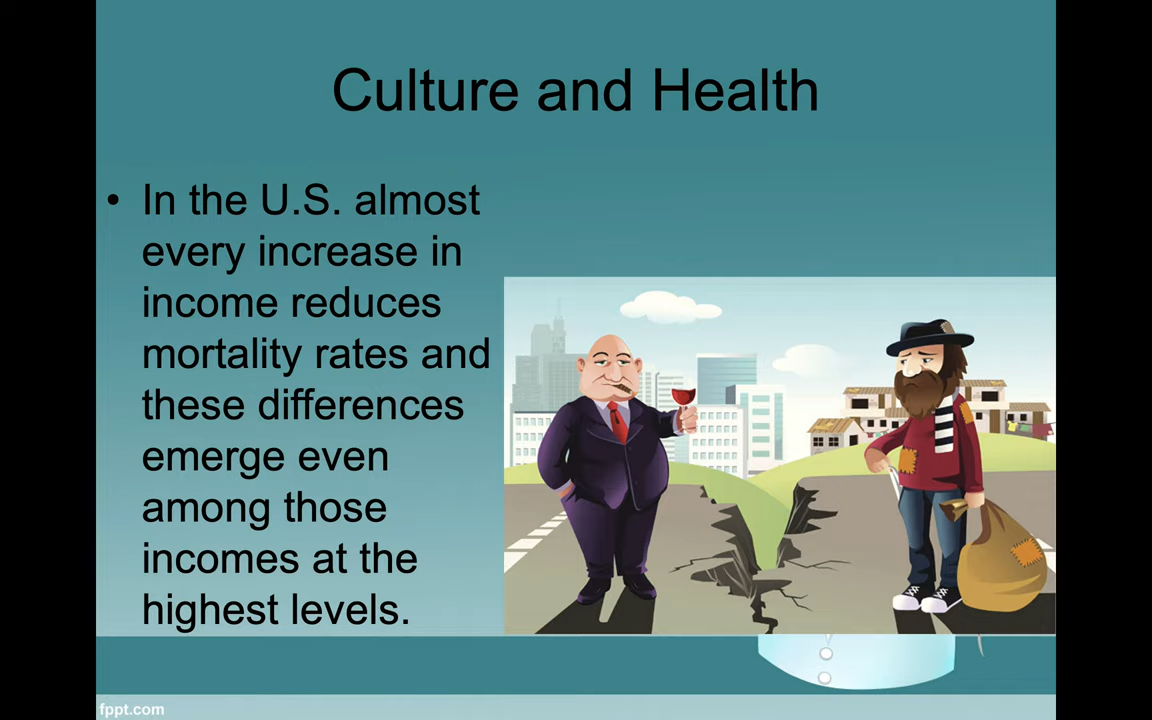 Culture and Health
• In the U.S. almost
every increase in
income reduces
mortality rates and
these differences
emerge even
among those
incomes at the
highest levels.
fppt.com